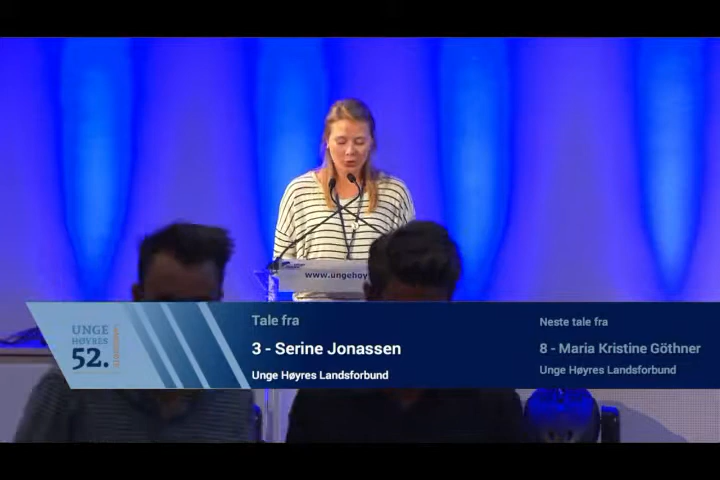 www.ungehøy
Tale fra
3 - Serine Jonassen
Unge Høyres Landsforbund
Neste tale fra
8 - Maria Kristine Göthner
Unge Høyres Landsforbund
UNGE
HØYRES
52.